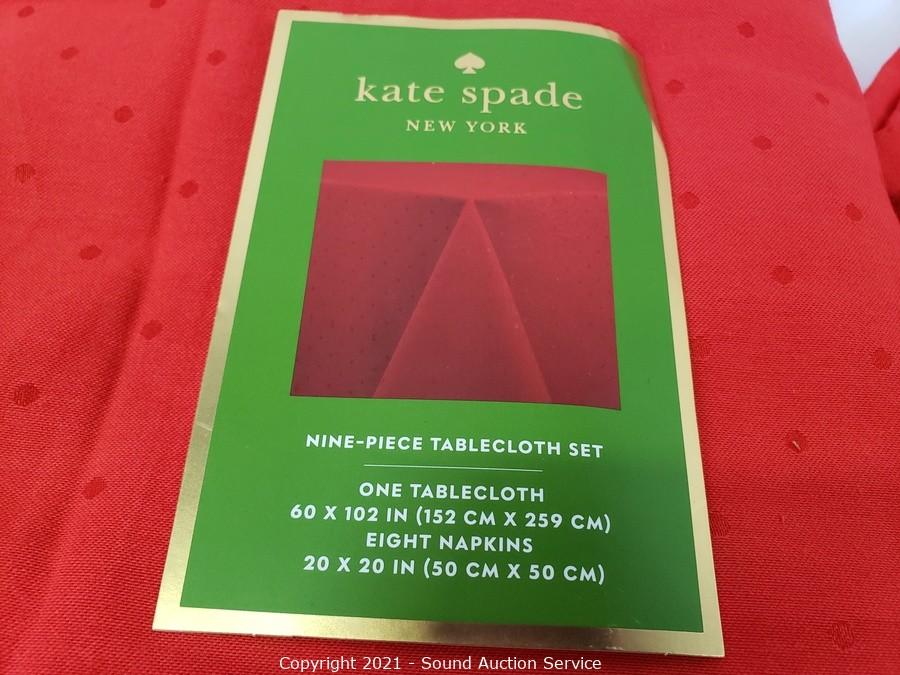 kate spade
NEW YORK
NINE-PIECE TABLECLOTH SET
ONE TABLECLOTH
60 X 102 IN (152 CM X 259 CM)
EIGHT NAPKINS
20 X 20 IN (50 CM X 50 CM)
Copyright 2021 - Sound Auction Service